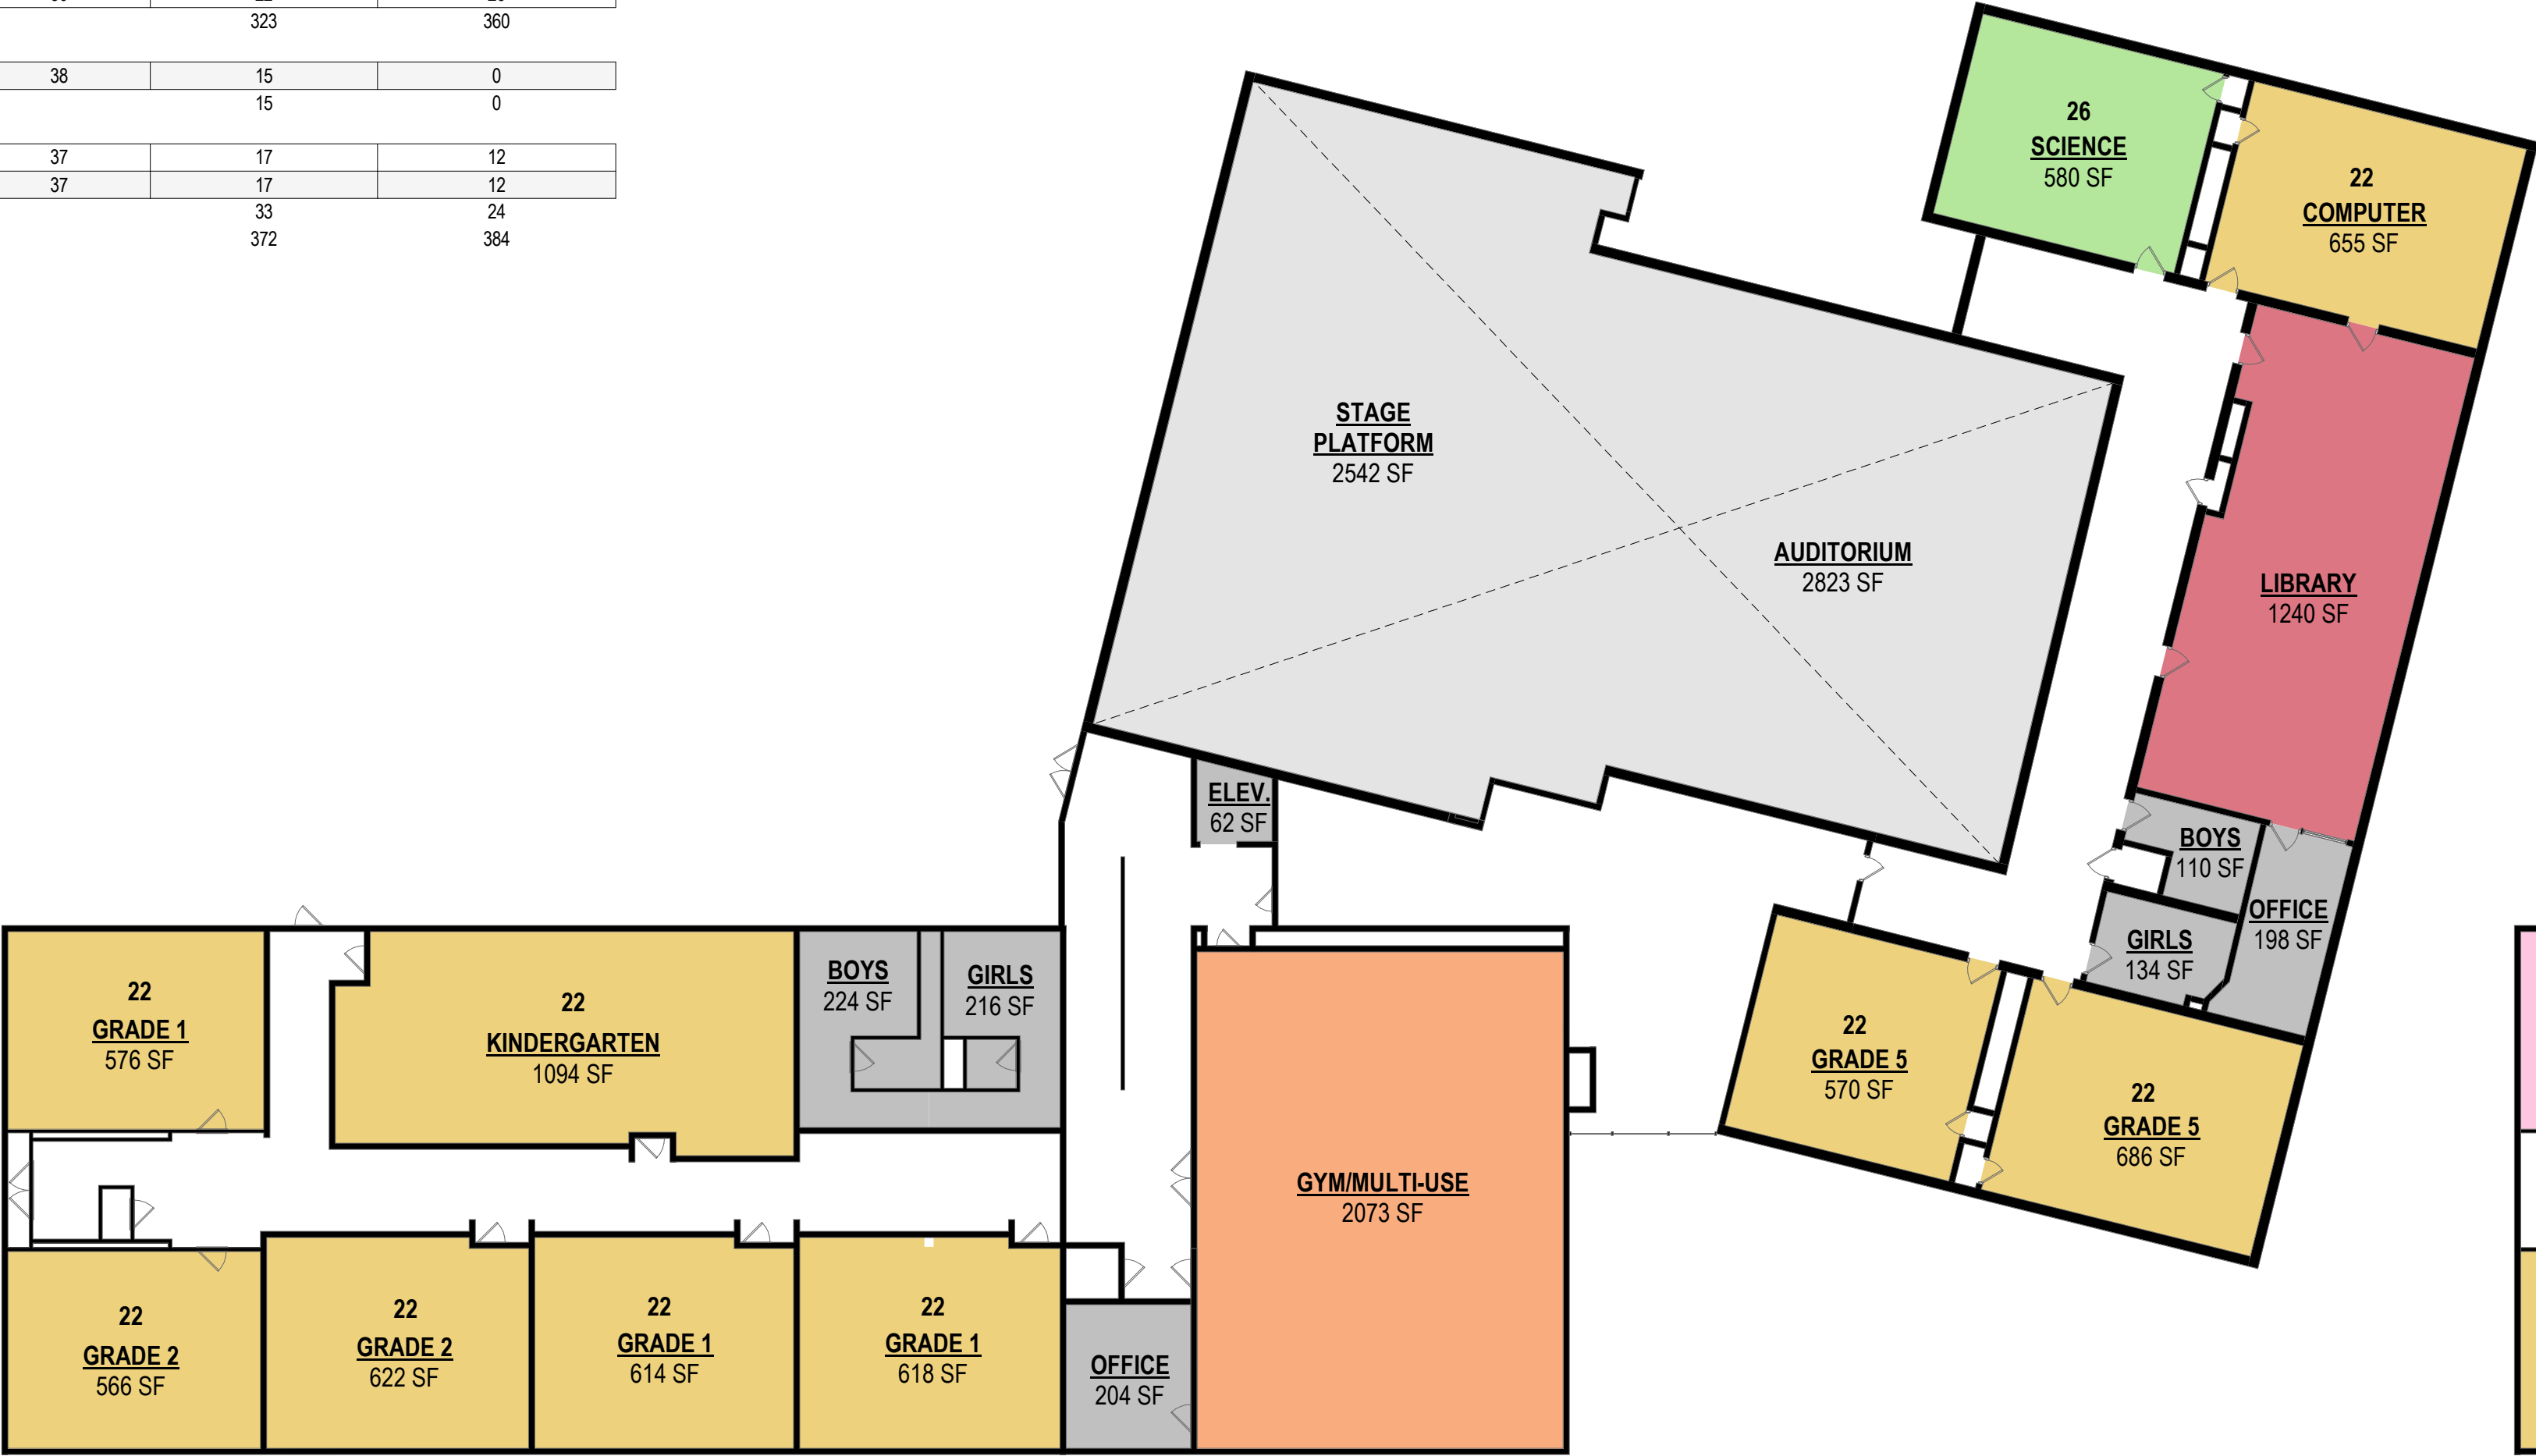 323 360
38 15 0
15 0
37 17 12
37 17 12
33 24
372 384
26
SCIENCE
580 SF
22
COMPUTER
655 SF
STAGE
PLATFORM
2542 SF
AUDITORIUM
2823 SF
LIBRARY
1240 SF
ELEV.
62 SF
BOYS
110 SF
OFFICE
198 SF
GIRLS
134 SF
22
GRADE 1
576 SF
22
KINDERGARTEN
1094 SF
BOYS
224 SF
GIRLS
216 SF
22
GRADE 5
570 SF
22
GRADE 5
686 SF
GYM/MULTI-USE
2073 SF
22
GRADE 2
566 SF
22
GRADE 2
622 SF
22
GRADE 1
614 SF
22
GRADE 1
618 SF
OFFICE
204 SF